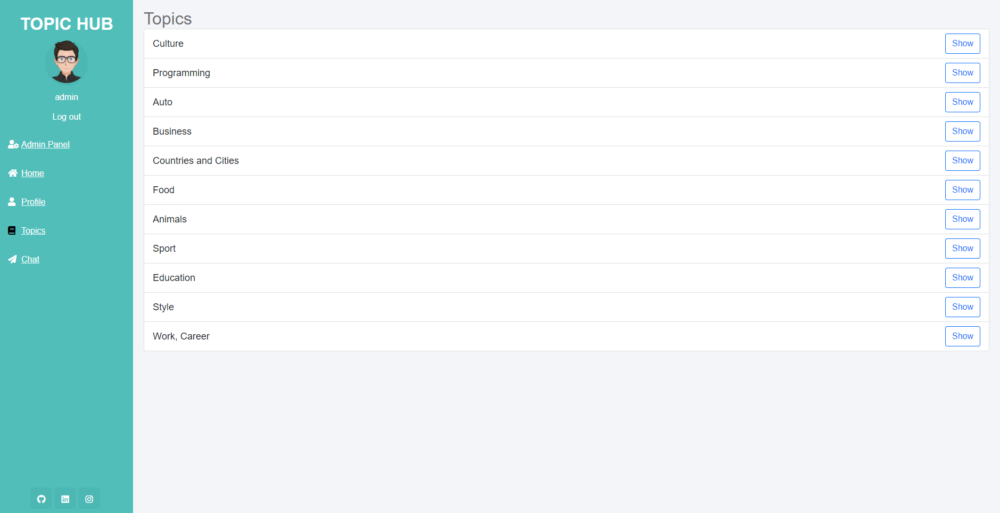 TOPIC HUB
admin
Log out
Admin Panel
Home
Profile
Topics
Chat
Topics
Culture Show
Programming Show
Auto Show
Business Show
Countries and Cities Show
Food Show
Animals Show
Sport Show
Education Show
Style Show
Work, Career Show